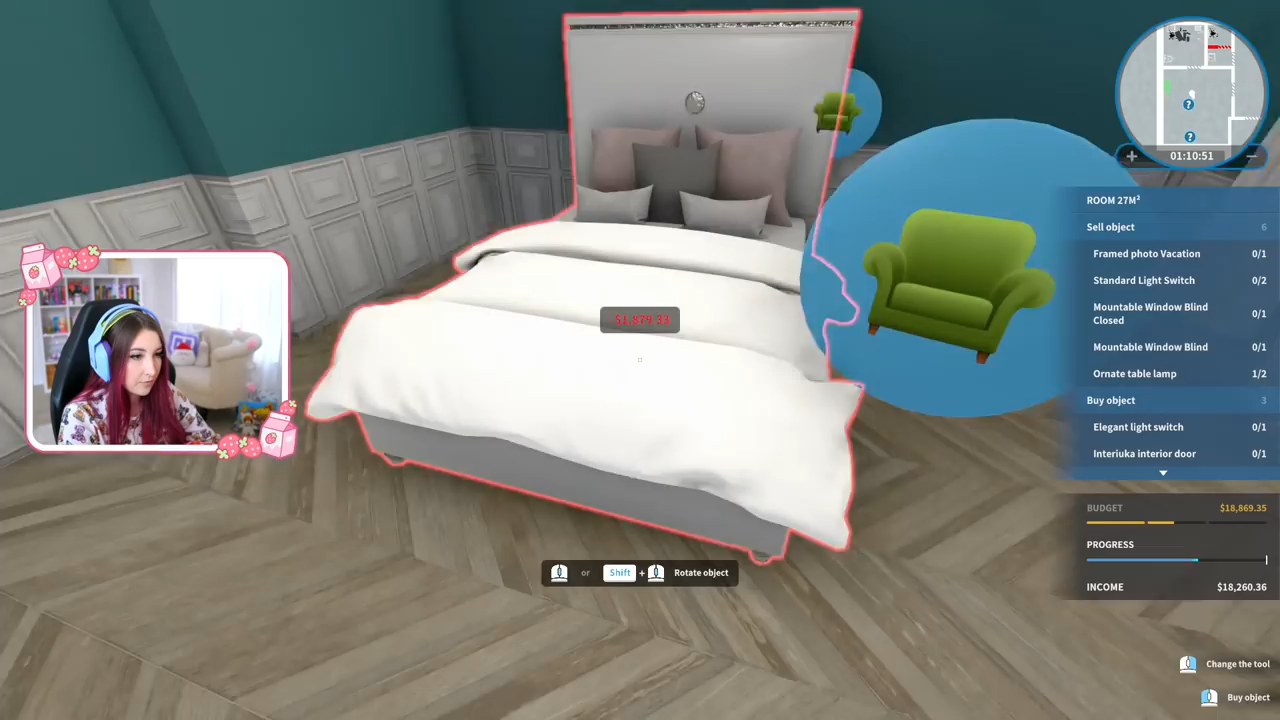 01:10:51
ROOM 27M²
Sell object 6
Framed photo Vacation 0/1
Standard Light Switch 0/2
Mountable Window Blind
Closed 0/1
Mountable Window Blind 0/1
Ornate table lamp 1/2
Buy object 3
Elegant light switch 0/1
Interiuka interior door 0/1
$1,879.33
BUDGET $18,869.35
PROGRESS
INCOME $18,260.36
or Shift + Rotate object
Change the tool
Buy object